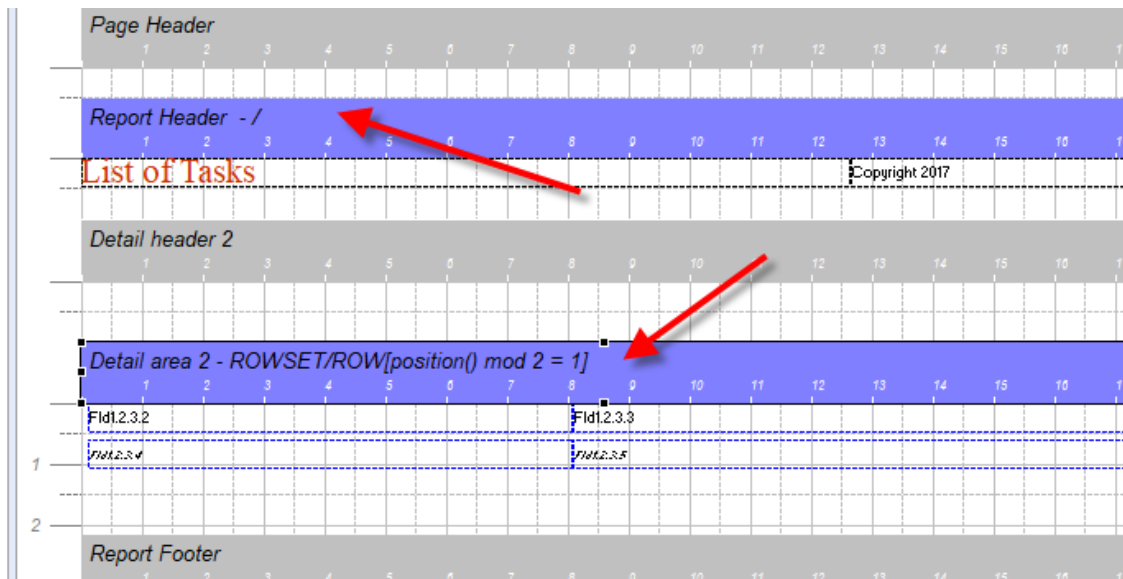 Page Header
1 2 3 4 5 6 7 8 9 10 11 12 13 14 15 16 1
Report Header - /
1 2 3 4 5 6 7 8 9 10 11 12 13 14 15 16 1
List of Tasks Copyright 2017
Detail header 2
1 2 3 4 5 6 7 8 9 10 12 13 14 15 16 1
Detail area 2 - ROWSET/ROW[position() mod 2 = 1]
1 2 3 4 5 6 7 8 9 10 11 12 13 14 15 16 1
Fld1.2.3.2 Fld1.2.3.3
Fld1.2.3.4 Fld1.2.3.5
1
2
Report Footer
1 2 3 4 5 6 7 8 9 10 11 12 13 14 15 16 1